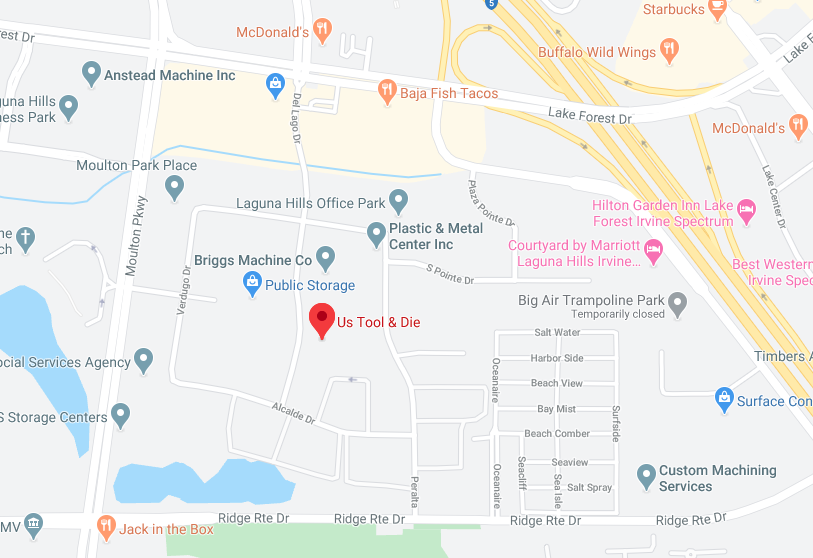 5
Starbucks
McDonald's
Buffalo Wild Wings
rest Dr
Lake F
Anstead Machine Inc
Baja Fish Tacos
Lake Forest Dr
Del Lago Dr
guna Hills
ness Park
McDonald's
Moulton Park Place
Lake Center Dr
Plaza Pointe Dr
Laguna Hills Office Park
Hilton Garden Inn Lake
Forest Irvine Spectrum
Moulton Pkwy
Plastic & Metal
Center Inc
ne
rch
Courtyard by Marriott
Laguna Hills Irvine...
Briggs Machine Co
S Pointe Dr
Best Western
Irvine Spec
Verdugo Dr
Public Storage
Big Air Trampoline Park
Temporarily closed
Us Tool & Die
Salt Water
Timbers A
ocial Services Agency
Harbor Side
Oceanaire
Beach View
Surface Con
S Storage Centers
Alcalde Dr
Bay Mist
Surfside
Beach Comber
Seaview
Custom Machining
Services
Seacliff
Sea Isle
Oceanaire
Salt Spray
Peralta
MV
Jack in the Box
Ridge Rte Dr
Ridge Rte Dr
Ridge Rte Dr
Ridge Rte Dr